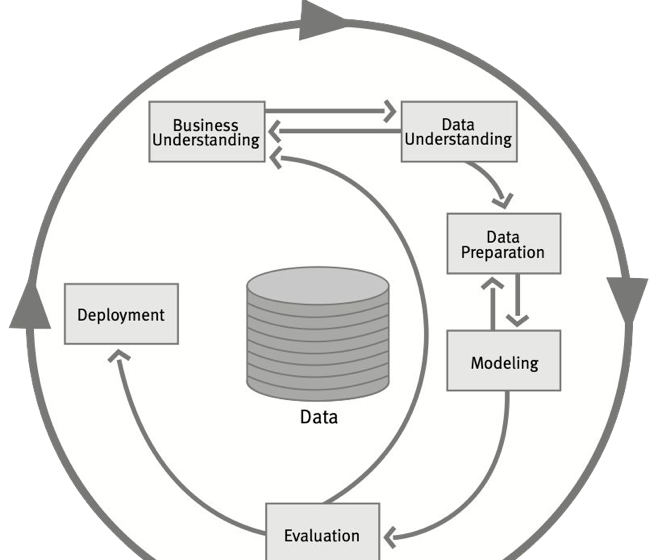 Business
Understanding
Data
Understanding
Data
Preparation
Deployment
Modeling
Data
Evaluation